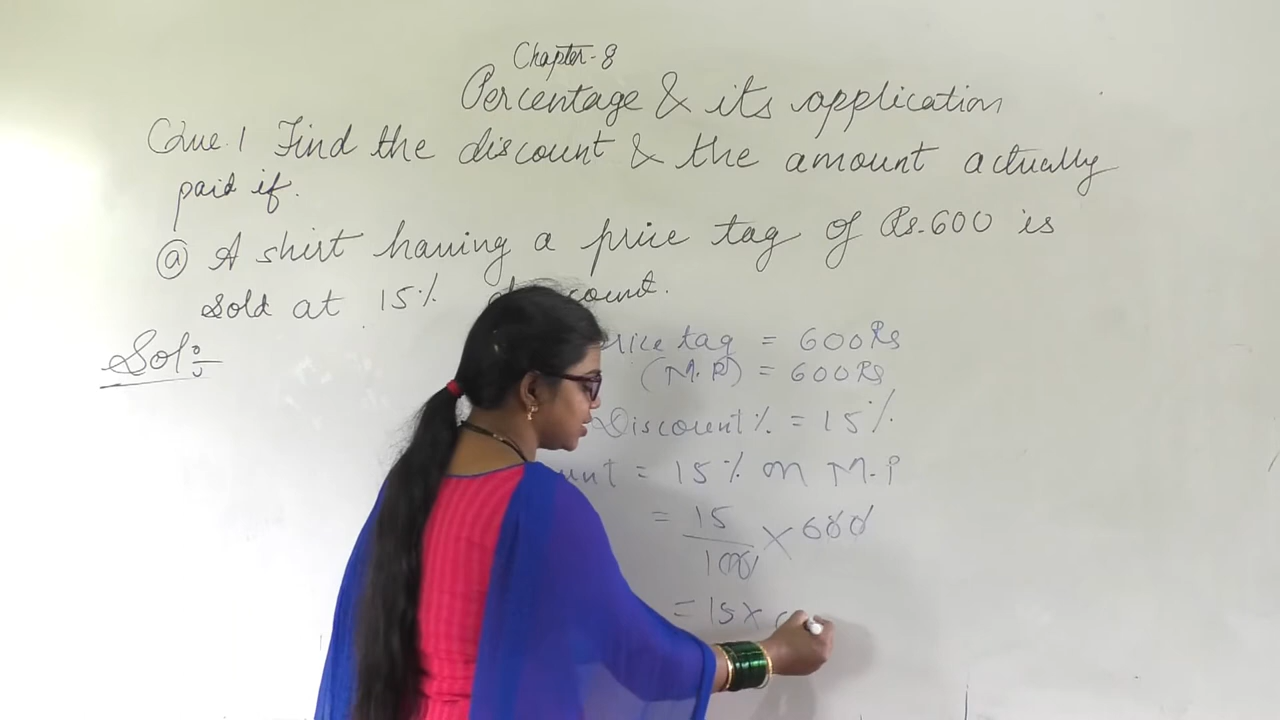 Chapter-8
Percentage & its application
Que.1 Find the discount & the amount actually
paid if.
(a) A shirt having a price tag of Rs.600 is
Sold at 15% discount.
Sol:-
price tag = 600Rs
(M.P) = 600Rs
Discount% = 15%
unt = 15% on M.P
= 15/100 × 600
= 15×